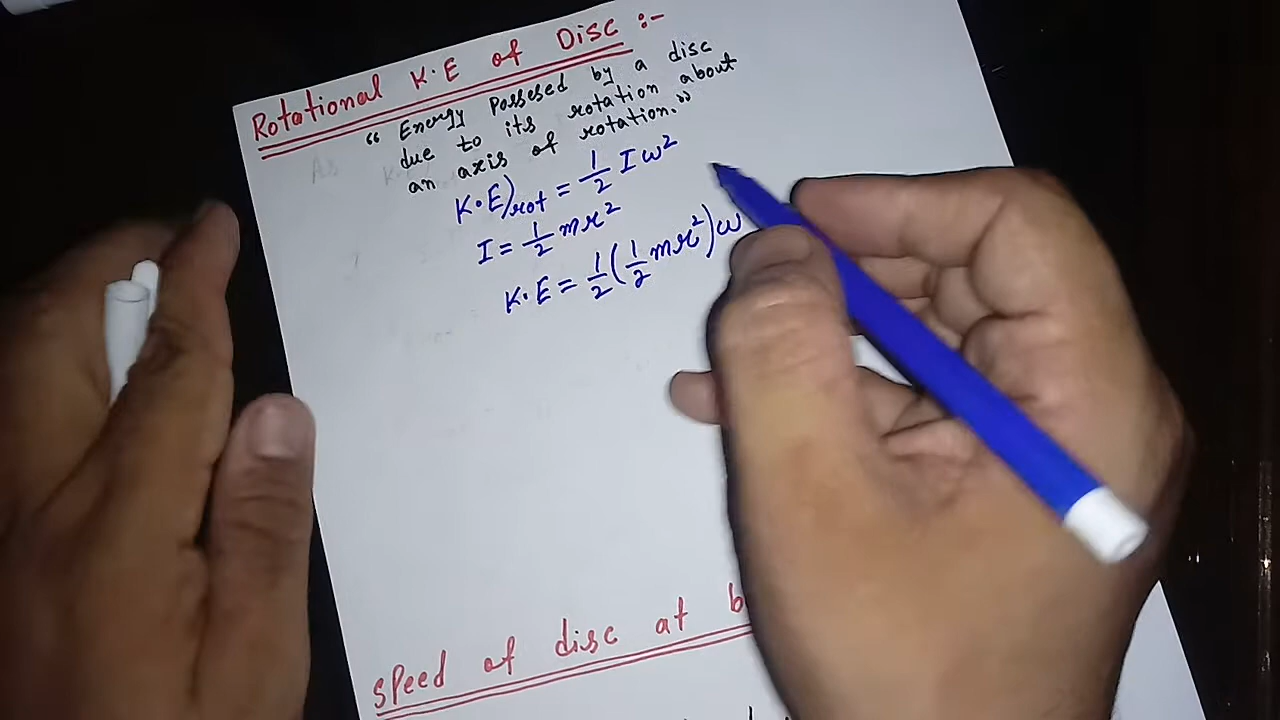 Rotational K.E of Disc :-
“ Energy Possesed by a disc
due to its rotation about
an axis of rotation.”
K.E)rot = 1/2 I ω²
I = 1/2 mr²
K.E = 1/2 (1/2 mr²) ω
Speed of disc at